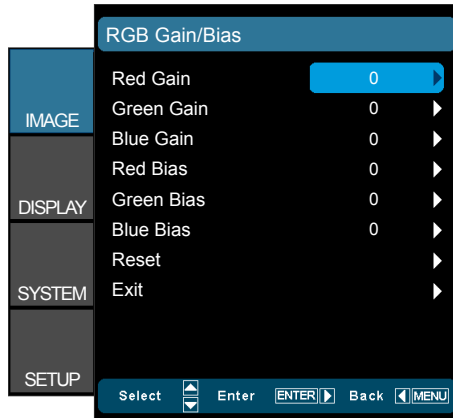 RGB Gain/Bias
IMAGE
DISPLAY
SYSTEM
SETUP
Red Gain 0
Green Gain 0
Blue Gain 0
Red Bias 0
Green Bias 0
Blue Bias 0
Reset
Exit
Select Enter ENTER Back MENU